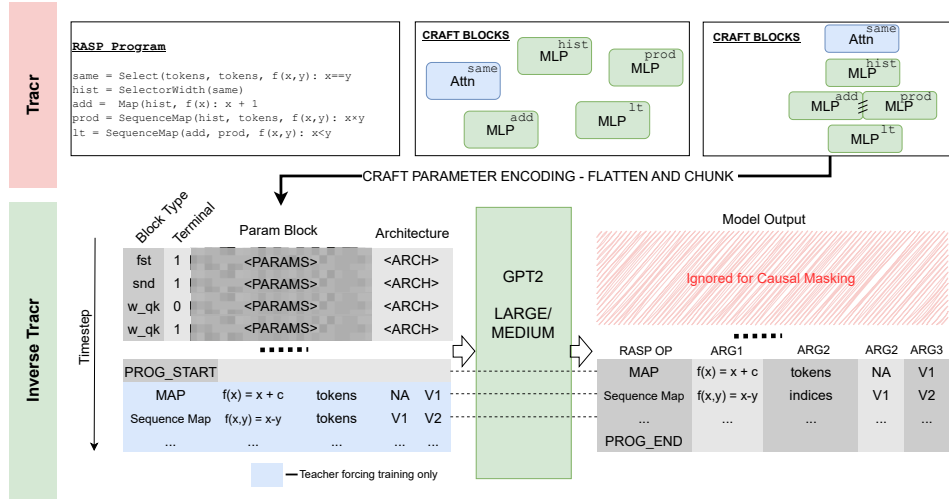 Tracr
RASP Program
same = Select(tokens, tokens, f(x,y): x==y
hist = SelectorWidth(same)
add = Map(hist, f(x): x + 1
prod = SequenceMap(hist, tokens, f(x,y): x*y
lt = SequenceMap(add, prod, f(x,y): x<y
CRAFT BLOCKS
hist
MLP
prod
MLP
same
Attn
lt
MLP
add
MLP
CRAFT BLOCKS
same
Attn
hist
MLP
add
MLP
prod
MLP
lt
MLP
CRAFT PARAMETER ENCODING - FLATTEN AND CHUNK
Inverse Tracr
Timestep
Block Type
Terminal
Param Block
Architecture
fst 1 <PARAMS> <ARCH>
snd 1 <PARAMS> <ARCH>
w_qk 0 <PARAMS> <ARCH>
w_qk 1 <PARAMS> <ARCH>
PROG_START
MAP f(x) = x + c tokens NA V1
Sequence Map f(x,y) = x-y tokens V1 V2
... ... ... ... ...
Teacher forcing training only
GPT2
LARGE/
MEDIUM
Model Output
Ignored for Causal Masking
RASP OP ARG1 ARG2 ARG2 ARG3
MAP f(x) = x + c tokens NA V1
Sequence Map f(x,y) = x-y indices V1 V2
... ... ... ... ...
PROG_END